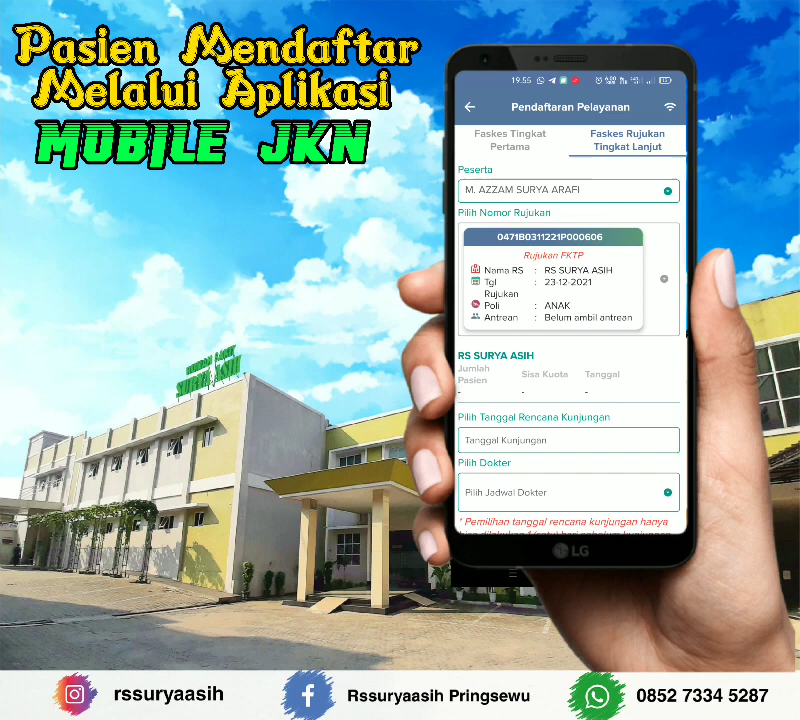 Pasien Mendaftar
Melalui Aplikasi
MOBILE JKN
19.55
Pendaftaran Pelayanan
Faskes Tingkat Pertama
Faskes Rujukan Tingkat Lanjut
Peserta
M. AZZAM SURYA ARAFI
Pilih Nomor Rujukan
0471B0311221P000606
Rujukan FKTP
Nama RS : RS SURYA ASIH
Tgl Rujukan : 23-12-2021
Poli : ANAK
Antrean : Belum ambil antrean
RS SURYA ASIH
Jumlah Pasien Sisa Kuota Tanggal
- - -
Pilih Tanggal Rencana Kunjungan
Tanggal Kunjungan
Pilih Dokter
Pilih Jadwal Dokter
* Pemilihan tanggal rencana kunjungan hanya
LG
RUMAH SAKIT
SURYA ASIH
rssuryaasih
Rssuryaasih Pringsewu
0852 7334 5287